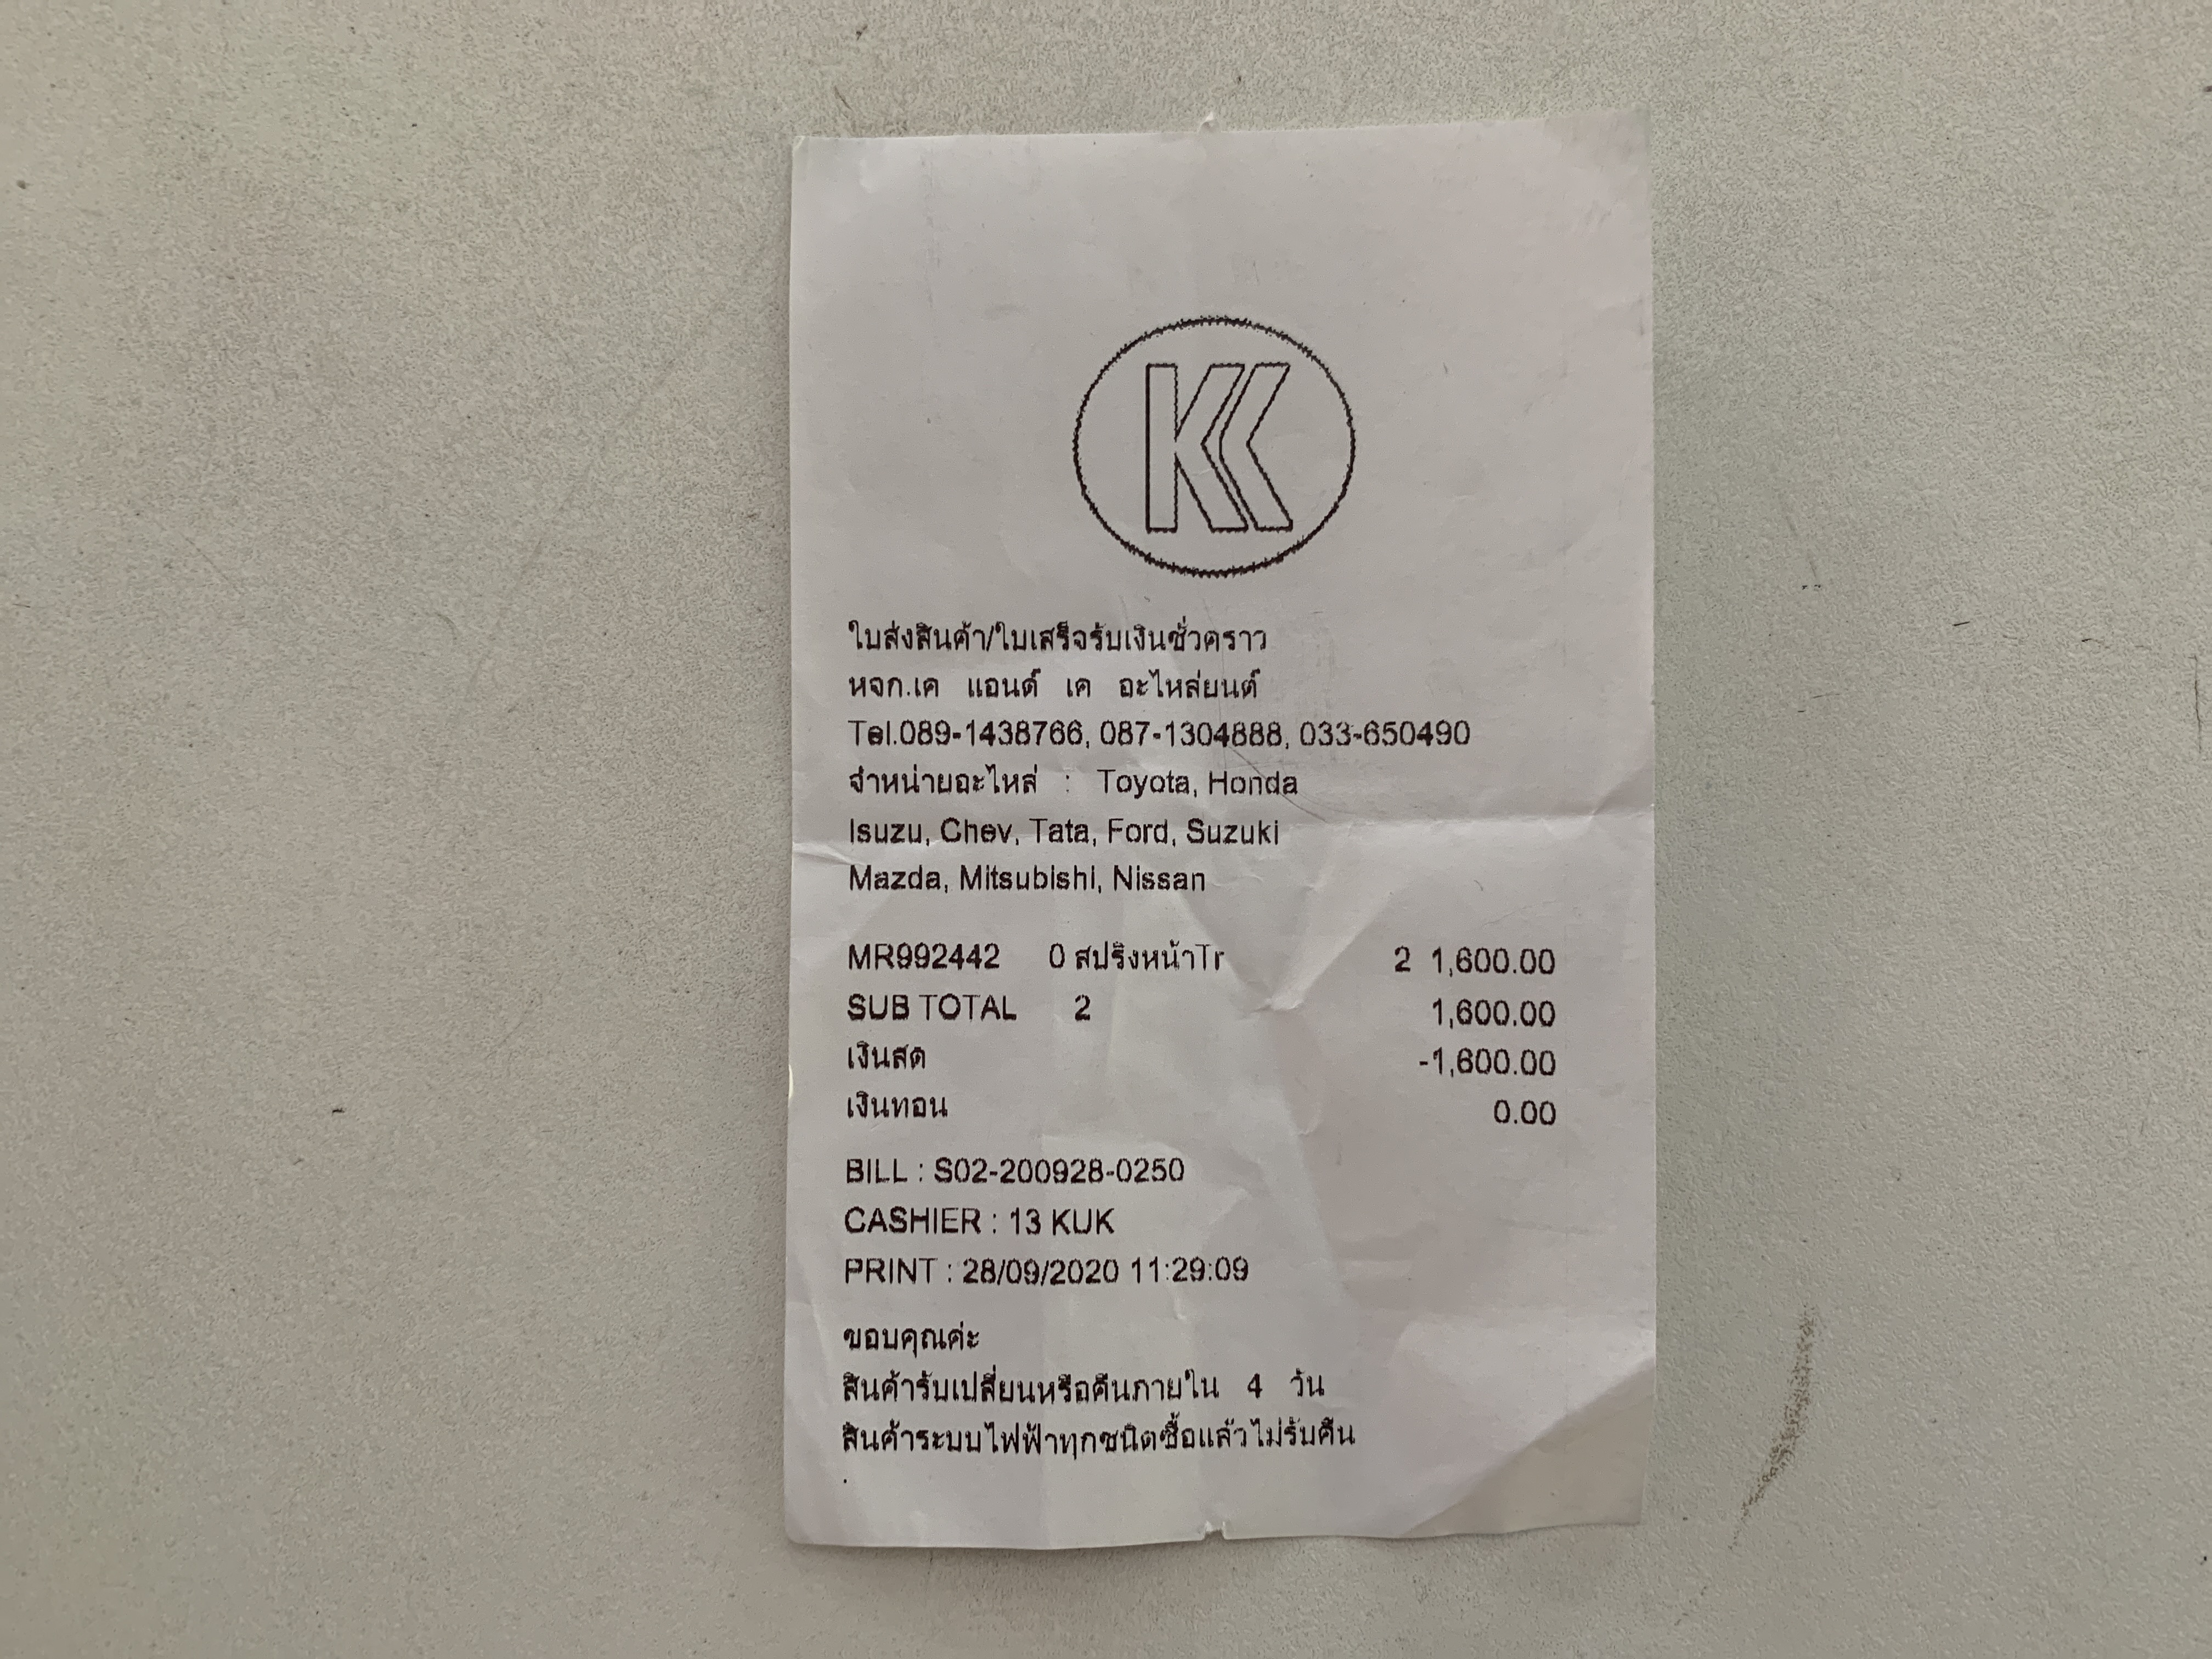 KK
ใบส่งสินค้า/ใบเสร็จรับเงินชั่วคราว
หจก.เค แอนด์ เค อะไหล่ยนต์
Tel.089-1438766, 087-1304888, 033-650490
จำหน่ายอะไหล่ : Toyota, Honda
Isuzu, Chev, Tata, Ford, Suzuki
Mazda, Mitsubishi, Nissan
MR992442 0 สปริงหน้าTr 2 1,600.00
SUB TOTAL 2 1,600.00
เงินสด -1,600.00
เงินทอน 0.00
BILL : S02-200928-0250
CASHIER : 13 KUK
PRINT : 28/09/2020 11:29:09
ขอบคุณค่ะ
สินค้ารับเปลี่ยนหรือคืนภายใน 4 วัน
สินค้าระบบไฟฟ้าทุกชนิดซื้อแล้วไม่รับคืน
.